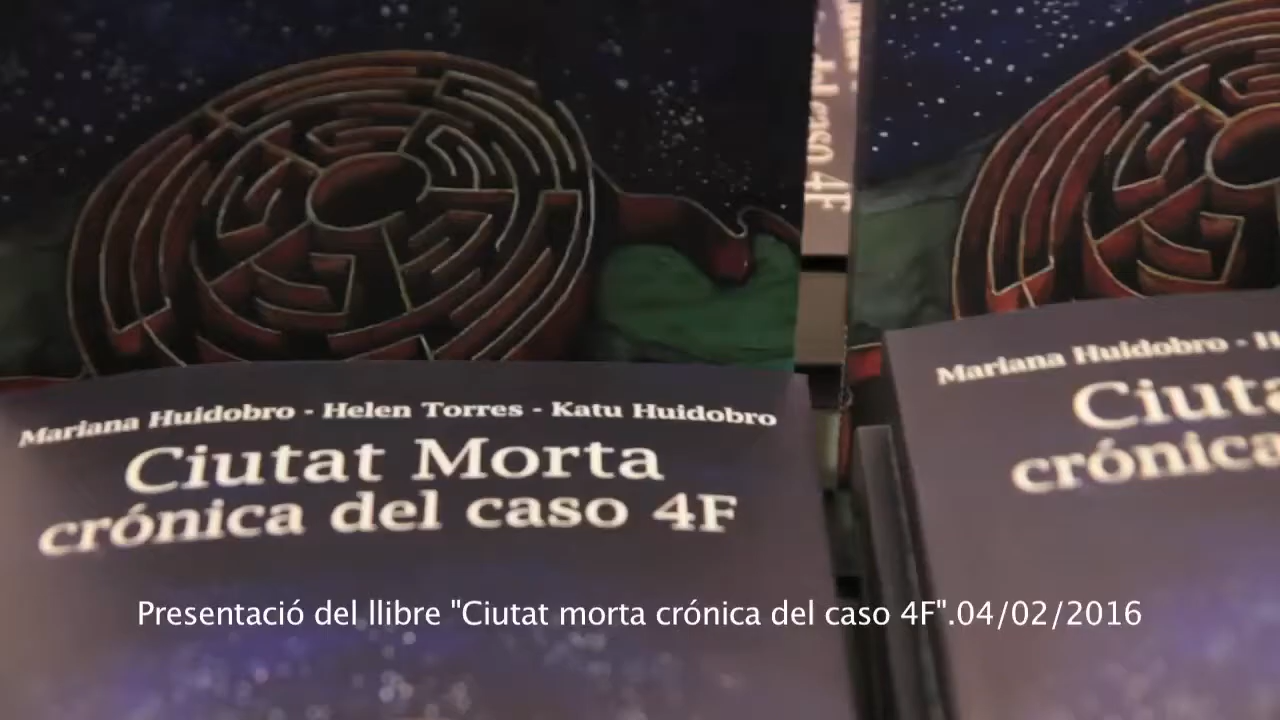 Mariana Huidobro - Helen Torres - Katu Huidobro
Ciutat Morta
crónica del caso 4F
caso 4F
Mariana Huidobro - H
Ciuta
crónica
Presentació del llibre "Ciutat morta crónica del caso 4F".04/02/2016